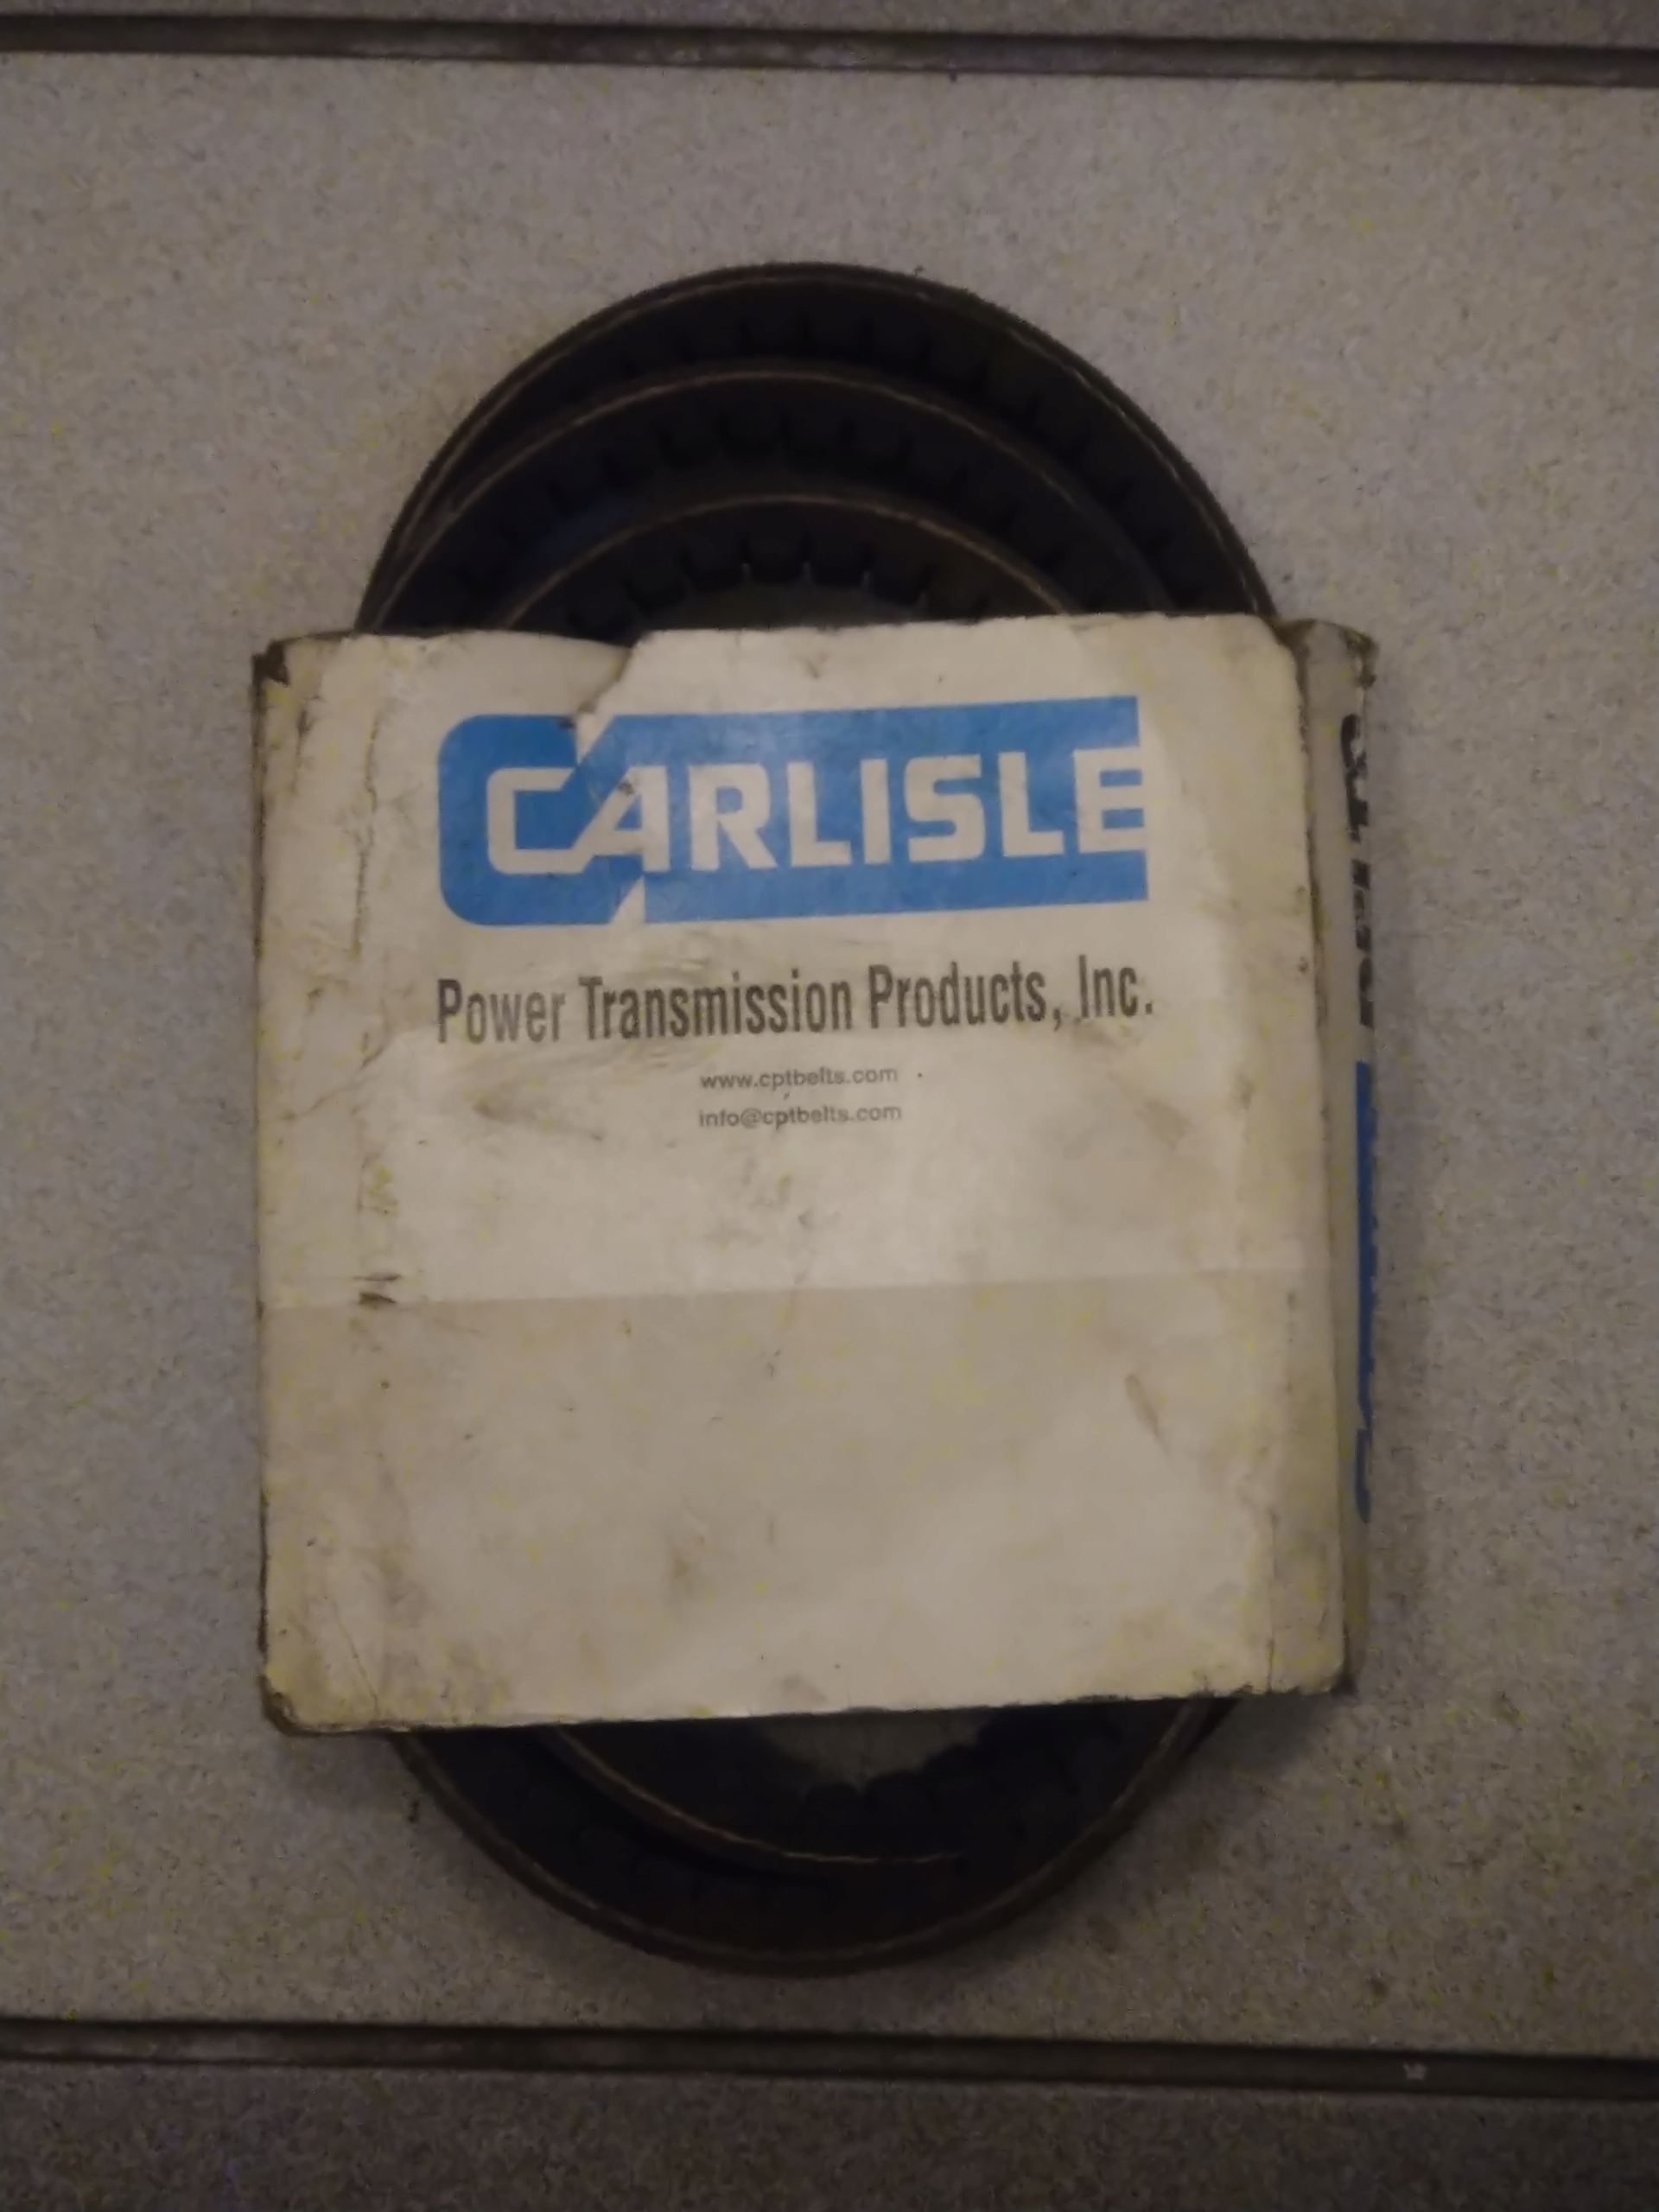 CARLISLE
Power Transmission Products, Inc.
www.cptbelts.com
info@cptbelts.com